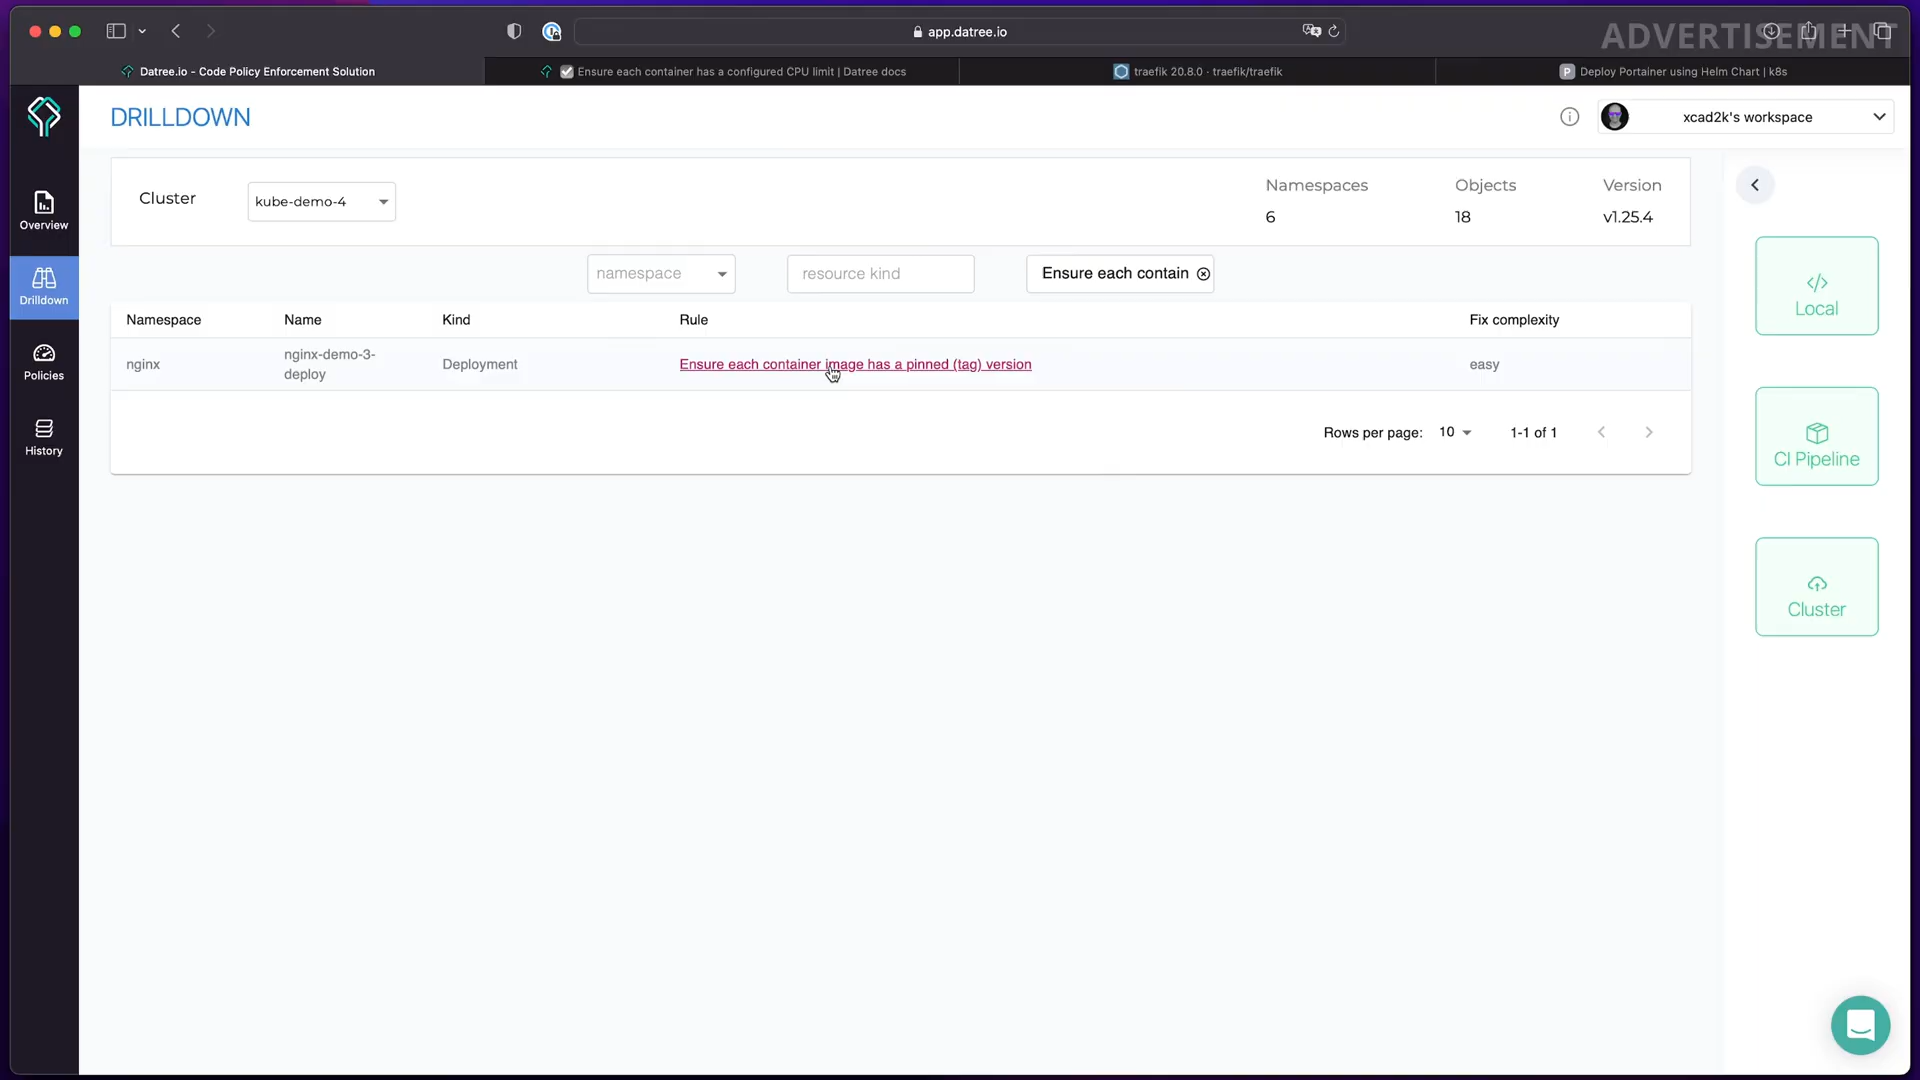 app.datree.io
ADVERTISEMENT
Datree.io - Code Policy Enforcement Solution
Ensure each container has a configured CPU limit | Datree docs
traefik 20.8.0 · traefik/traefik
P Deploy Portainer using Helm Chart | k8s
DRILLDOWN
xcad2k's workspace
Overview
Drilldown
Policies
History
Cluster
kube-demo-4
Namespaces
6
Objects
18
Version
v1.25.4
namespace
resource kind
Ensure each contain
Namespace
Name
Kind
Rule
Fix complexity
nginx
nginx-demo-3-
deploy
Deployment
Ensure each container image has a pinned (tag) version
easy
Rows per page:
10
1-1 of 1
Local
CI Pipeline
Cluster